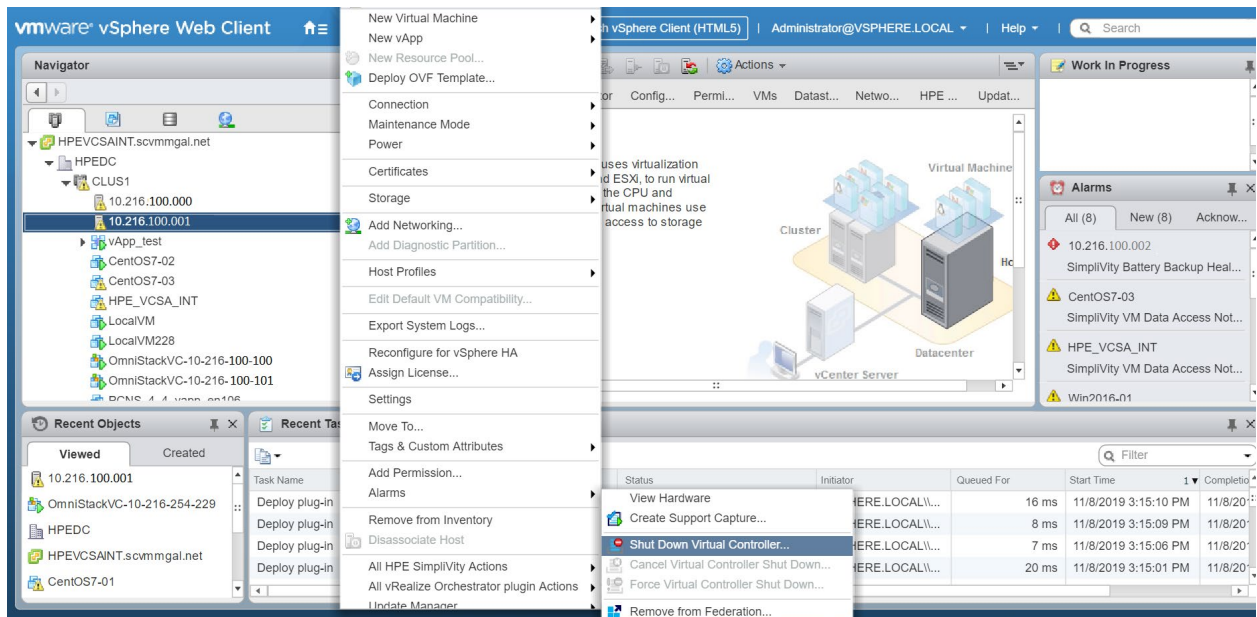 vmware® vSphere Web Client
h vSphere Client (HTML5) | Administrator@VSPHERE.LOCAL | Help | Search
Navigator
HPEVCSAINT.scvmmgal.net
HPEDC
CLUS1
10.216.100.000
10.216.100.001
vApp_test
CentOS7-02
CentOS7-03
HPE_VCSA_INT
LocalVM
LocalVM228
OmniStackVC-10-216-100-100
OmniStackVC-10-216-100-101
New Virtual Machine
New vApp
New Resource Pool...
Deploy OVF Template...
Connection
Maintenance Mode
Power
Certificates
Storage
Add Networking...
Add Diagnostic Partition...
Host Profiles
Edit Default VM Compatibility...
Export System Logs...
Reconfigure for vSphere HA
Assign License...
Settings
Move To...
Tags & Custom Attributes
Add Permission...
Alarms
Remove from Inventory
Disassociate Host
All HPE SimpliVity Actions
All vRealize Orchestrator plugin Actions
Update Manager
Actions
or Config... Permi... VMs Datast... Netwo... HPE ... Updat...
uses virtualization
d ESXi, to run virtual
the CPU and
rtual machines use
access to storage
Virtual Machine
Cluster
Ho
Datacenter
vCenter Server
Work In Progress
Alarms
All (8) New (8) Acknow...
10.216.100.002
SimpliVity Battery Backup Heal...
CentOS7-03
SimpliVity VM Data Access Not...
HPE_VCSA_INT
SimpliVity VM Data Access Not...
Win2016-01
Recent Objects
Viewed Created
10.216.100.001
OmniStackVC-10-216-254-229
HPEDC
HPEVCSAINT.scvmmgal.net
CentOS7-01
Recent Tas
Filter
Task Name Status Initiator Queued For Start Time 1 Completio
Deploy plug-in HERE.LOCAL\\... 16 ms 11/8/2019 3:15:10 PM 11/8/20
Deploy plug-in HERE.LOCAL\\... 8 ms 11/8/2019 3:15:09 PM 11/8/20
Deploy plug-in HERE.LOCAL\\... 7 ms 11/8/2019 3:15:06 PM 11/8/20
Deploy plug-in HERE.LOCAL\\... 20 ms 11/8/2019 3:15:01 PM 11/8/20
View Hardware
Create Support Capture...
Shut Down Virtual Controller...
Cancel Virtual Controller Shut Down...
Force Virtual Controller Shut Down...
Remove from Federation...